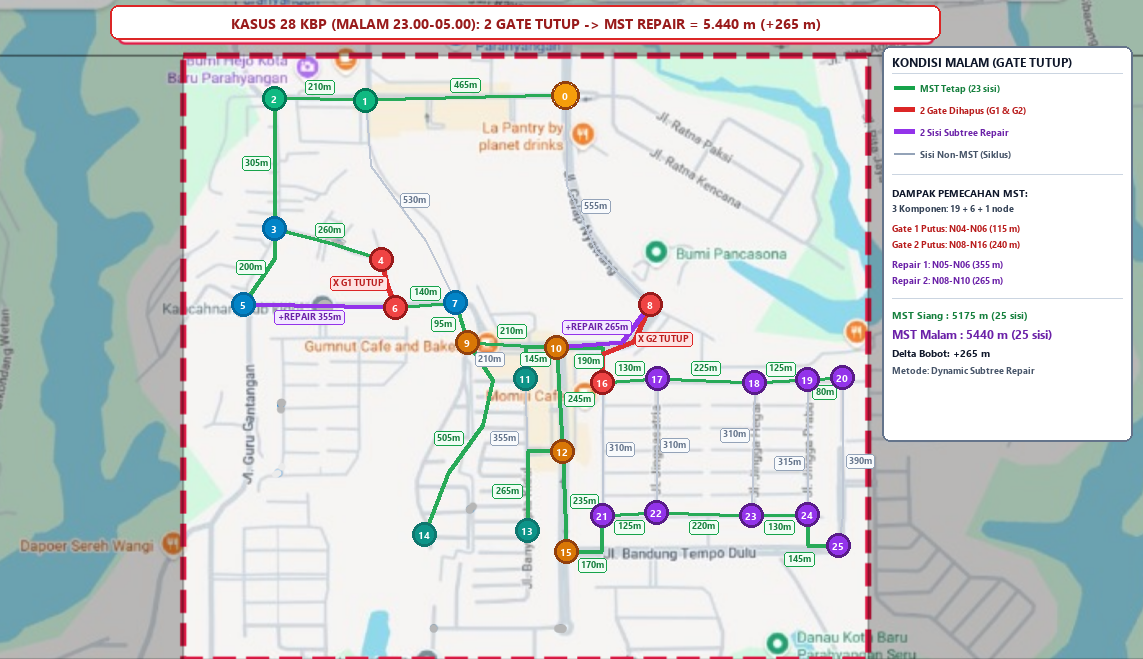 KASUS 28 KBP (MALAM 23.00-05.00): 2 GATE TUTUP -> MST REPAIR = 5.440 m (+265 m)
Parahyangan
Bumi Hejo Kota
Baru Parahyangan
KONDISI MALAM (GATE TUTUP)
MST Tetap (23 sisi)
2 Gate Dihapus (G1 & G2)
2 Sisi Subtree Repair
Sisi Non-MST (Siklus)
DAMPAK PEMECAHAN MST:
3 Komponen: 19 + 6 + 1 node
Gate 1 Putus: N04-N06 (115 m)
Gate 2 Putus: N08-N16 (240 m)
Repair 1: N05-N06 (355 m)
Repair 2: N08-N10 (265 m)
MST Siang : 5175 m (25 sisi)
MST Malam : 5440 m (25 sisi)
Delta Bobot: +265 m
Metode: Dynamic Subtree Repair
2
210m
1
465m
0
La Pantry by
planet drinks
Jl. Ratna Paksi
Jl. Ratna Kencana
305m
530m
555m
3
260m
4
Bumi Pancasona
200m
X G1 TUTUP
140m
5
+REPAIR 355m
6
7
8
95m
210m
+REPAIR 265m
X G2 TUTUP
Gumnut Cafe and Bake
9
210m
10
145m
190m
130m
225m
125m
11
16
17
18
19
20
80m
245m
Jl. Guru Gantangan
505m
355m
12
310m
310m
310m
315m
390m
265m
235m
14
13
15
21
22
23
24
25
125m
220m
130m
145m
170m
Jl. Bandung Tempo Dulu
Dapoer Sereh Wangi
Danau Kota Baru
Parahyangan Seru